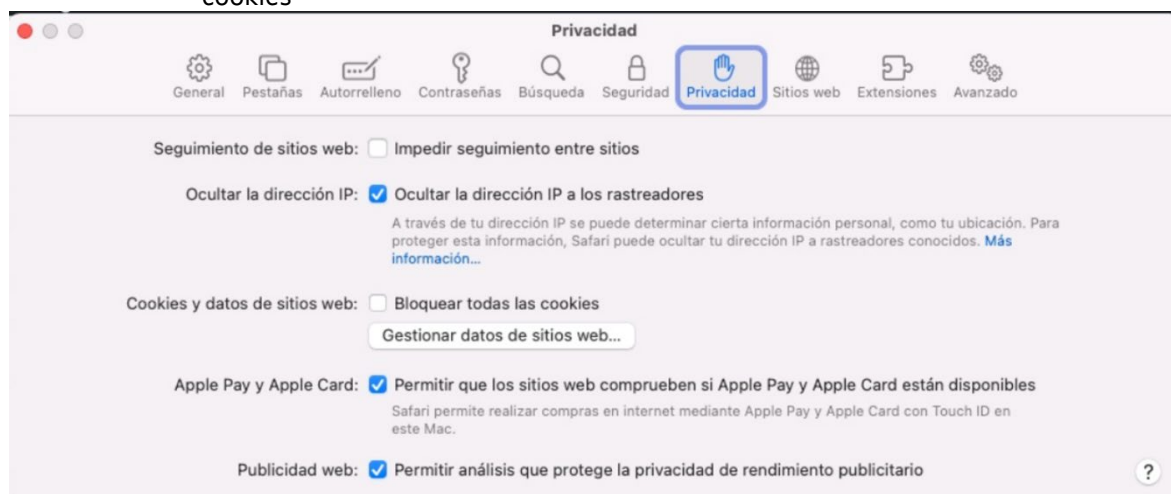 cookies
Privacidad
General Pestañas Autorrelleno Contraseñas Búsqueda Seguridad Privacidad Sitios web Extensiones Avanzado
Seguimiento de sitios web: Impedir seguimiento entre sitios
Ocultar la dirección IP: Ocultar la dirección IP a los rastreadores
A través de tu dirección IP se puede determinar cierta información personal, como tu ubicación. Para
proteger esta información, Safari puede ocultar tu dirección IP a rastreadores conocidos. Más
información...
Cookies y datos de sitios web: Bloquear todas las cookies
Gestionar datos de sitios web...
Apple Pay y Apple Card: Permitir que los sitios web comprueben si Apple Pay y Apple Card están disponibles
Safari permite realizar compras en internet mediante Apple Pay y Apple Card con Touch ID en
este Mac.
Publicidad web: Permitir análisis que protege la privacidad de rendimiento publicitario ?